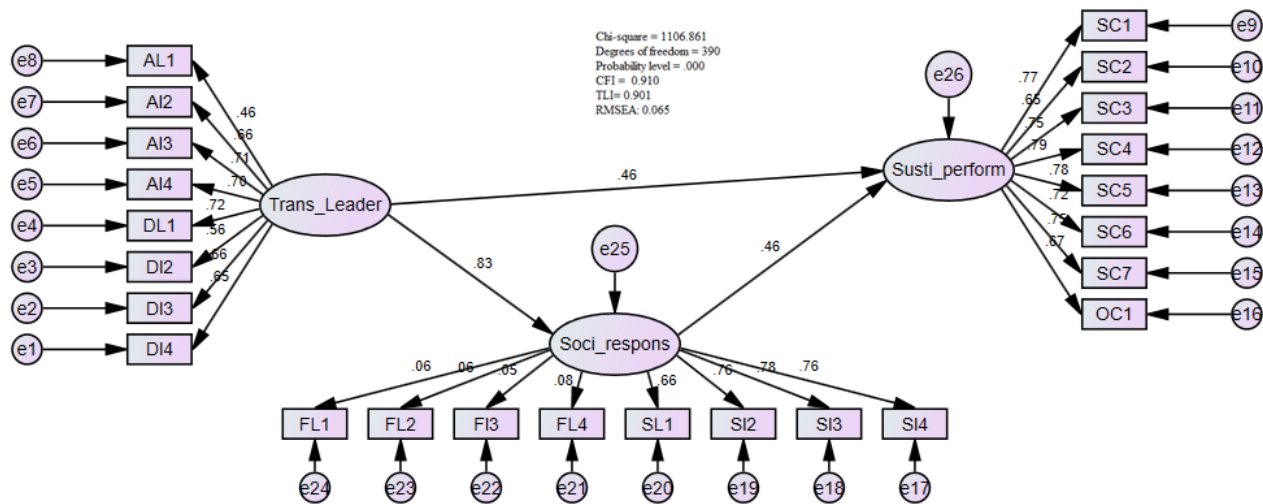 Chi-square = 1106.861
Degrees of freedom = 390
Probability level = .000
CFI = 0.910
TLI= 0.901
RMSEA: 0.065
e8 AL1
e7 AI2
e6 AI3
e5 AI4
e4 DL1
e3 DI2
e2 DI3
e1 DI4
.46
.66
.71
.70
.72
.56
.66
.65
Trans_Leader
.46
.83
.46
e25
Soci_respons
.06 .06 .05 .08 .66 .76 .78 .76
FL1 FL2 FI3 FL4 SL1 SI2 SI3 SI4
e24 e23 e22 e21 e20 e19 e18 e17
e26
Susti_perform
.77
.65
.75
.79
.78
.72
.75
.67
SC1 e9
SC2 e10
SC3 e11
SC4 e12
SC5 e13
SC6 e14
SC7 e15
OC1 e16